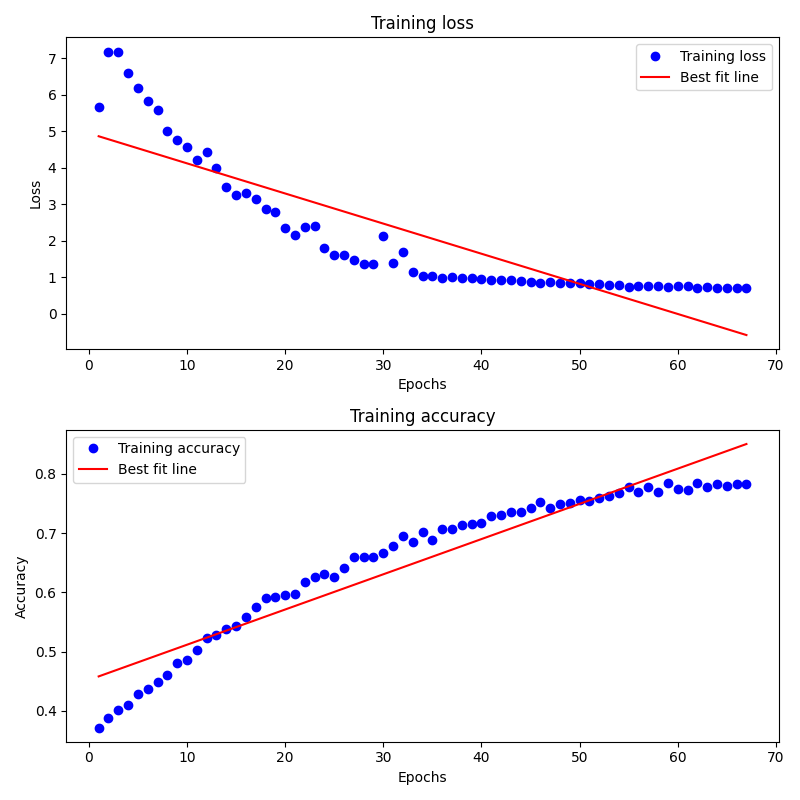 Training loss
7
6
5
4
3
2
1
0
Loss
Training loss
Best fit line
0 10 20 30 40 50 60 70
Epochs
Training accuracy
0.8
0.7
0.6
0.5
0.4
Accuracy
Training accuracy
Best fit line
0 10 20 30 40 50 60 70
Epochs